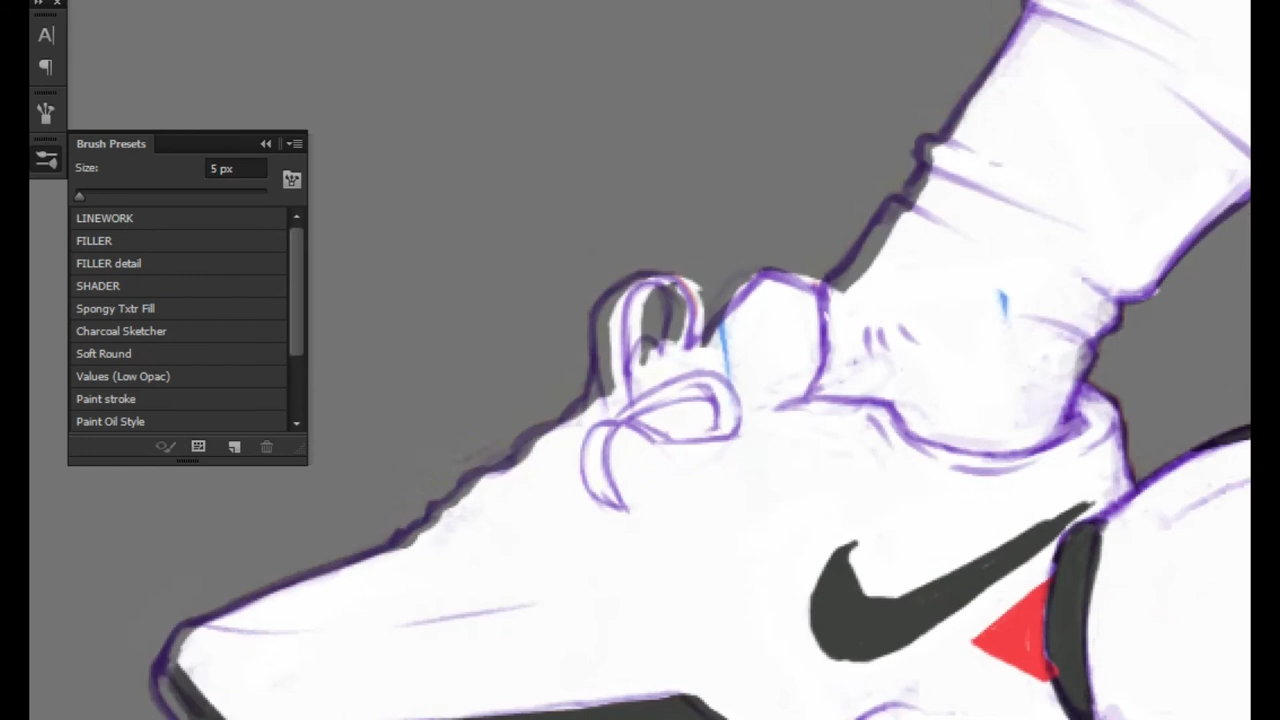 A|
Brush Presets
Size:
5 px
LINEWORK
FILLER
FILLER detail
SHADER
Spongy Txtr Fill
Charcoal Sketcher
Soft Round
Values (Low Opac)
Paint stroke
Paint Oil Style